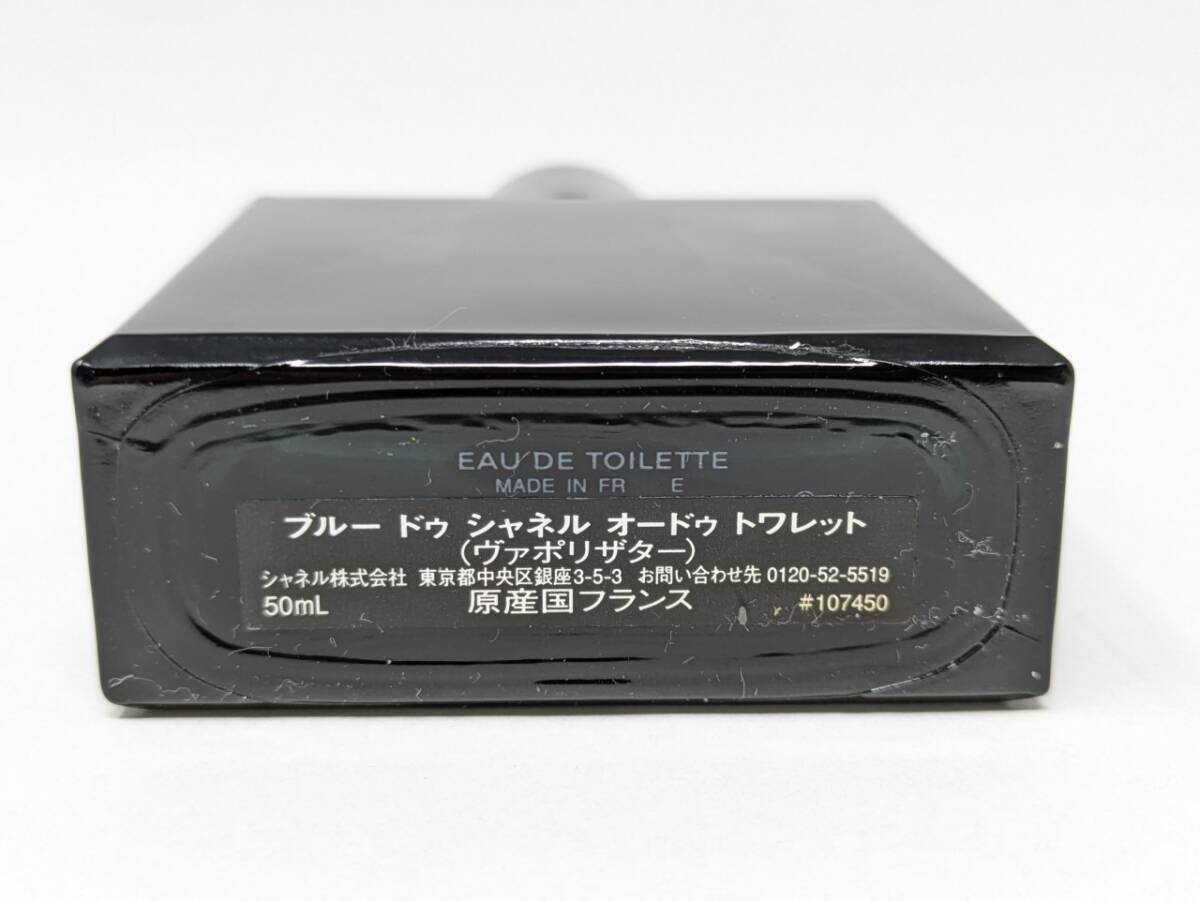 EAU DE TOILETTE
MADE IN FR E
ブルー ドゥ シャネル オードゥ トワレット
(ヴァポリザター)
シャネル株式会社 東京都中央区銀座3-5-3 お問い合わせ先 0120-52-5519
50mL 原産国フランス #107450